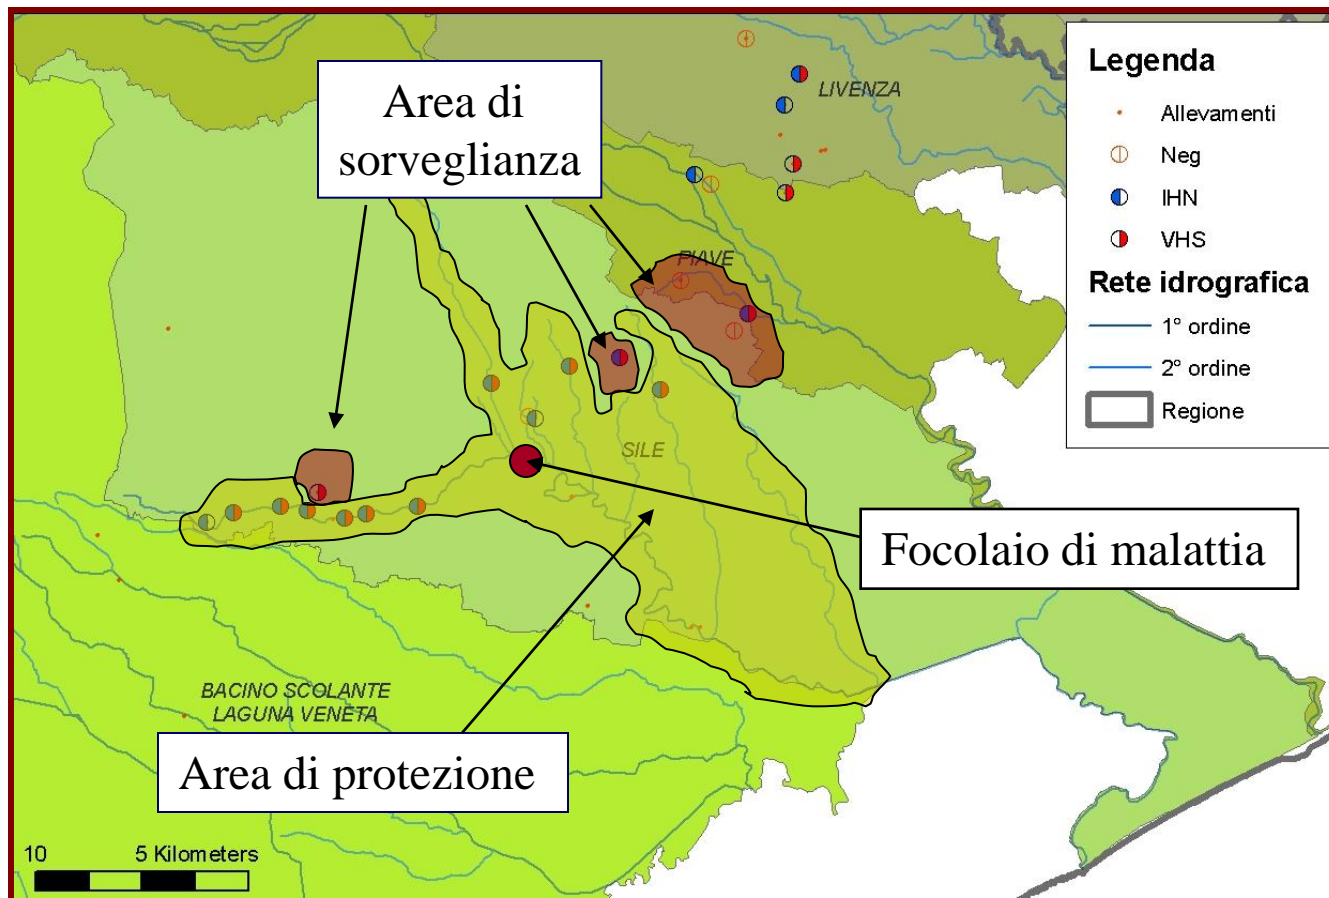 Area di
sorveglianza
LIVENZA
PIAVE
SILE
Focolaio di malattia
BACINO SCOLANTE
LAGUNA VENETA
Area di protezione
10 5 Kilometers
Legenda
Allevamenti
Neg
IHN
VHS
Rete idrografica
1° ordine
2° ordine
Regione